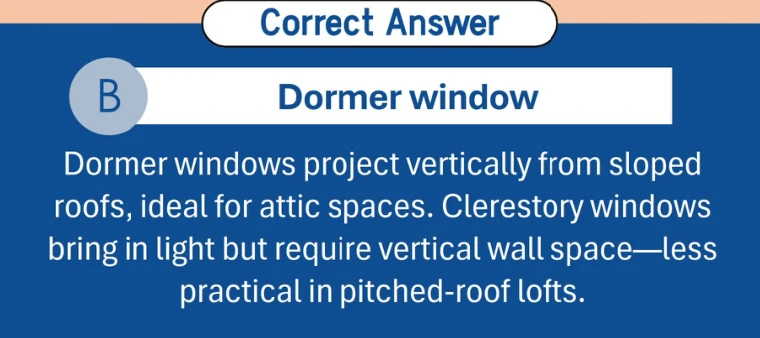 Correct Answer
B
Dormer window
Dormer windows project vertically from sloped
roofs, ideal for attic spaces. Clerestory windows
bring in light but require vertical wall space—less
practical in pitched-roof lofts.